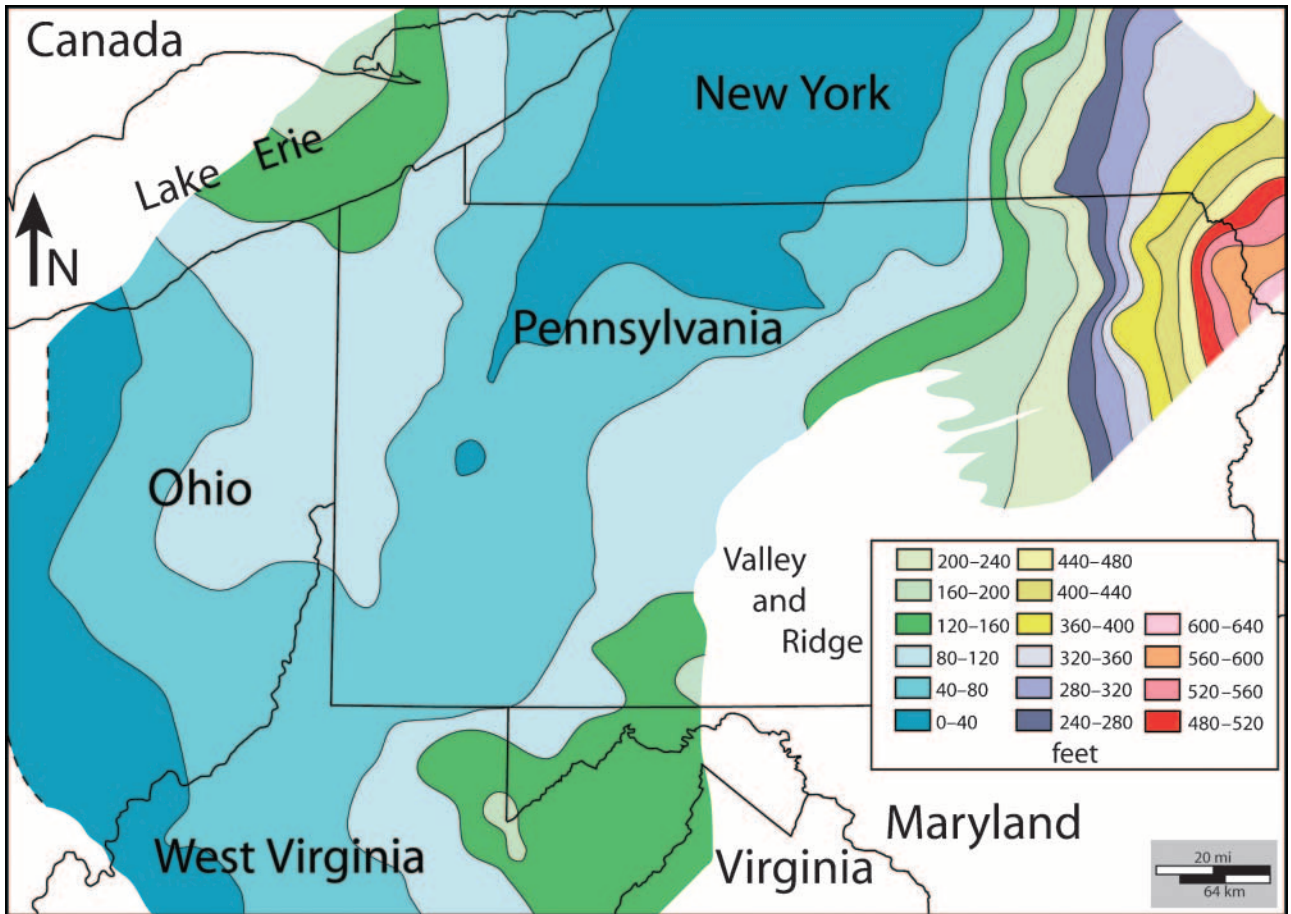 Canada
New York
Lake Erie
N
Pennsylvania
Ohio
Valley
and
Ridge
200–240
440–480
160–200
400–440
120–160
360–400
600–640
80–120
320–360
560–600
40–80
280–320
520–560
0–40
240–280
480–520
feet
Maryland
West Virginia
Virginia
20 mi
64 km